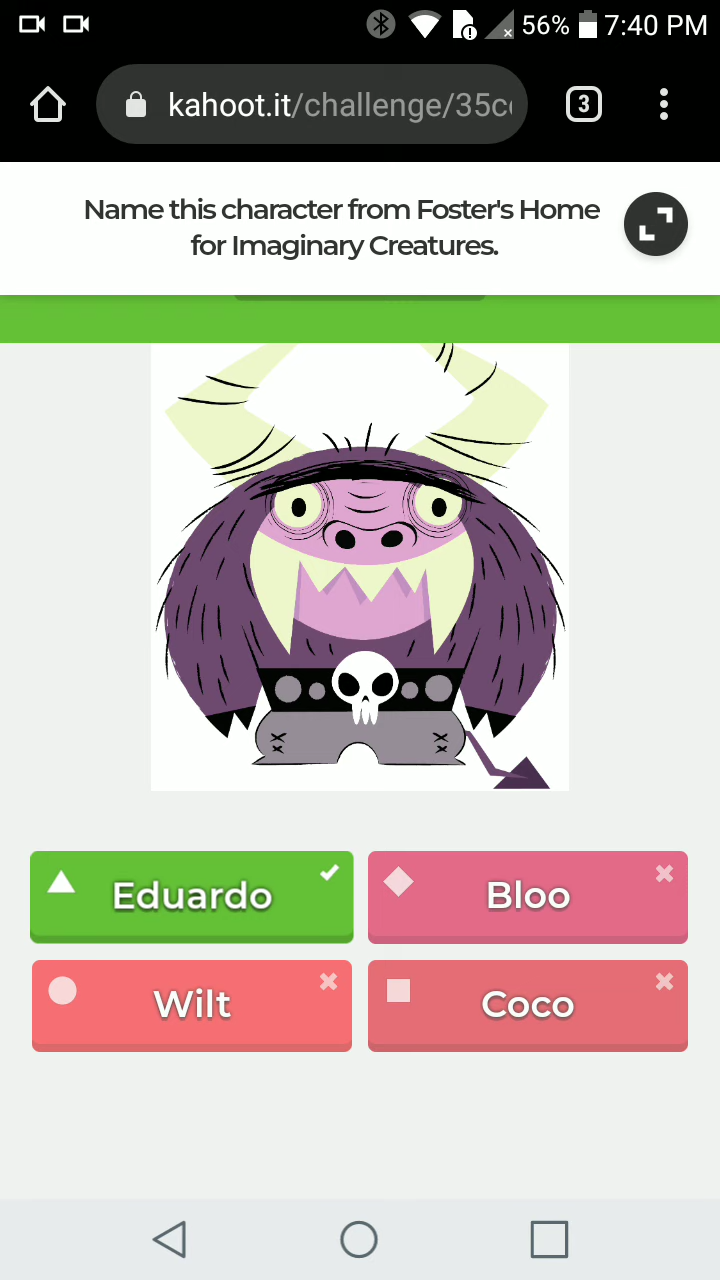 56% 7:40 PM
kahoot.it/challenge/35c
3
Name this character from Foster's Home
for Imaginary Creatures.
Eduardo
Bloo
Wilt
Coco